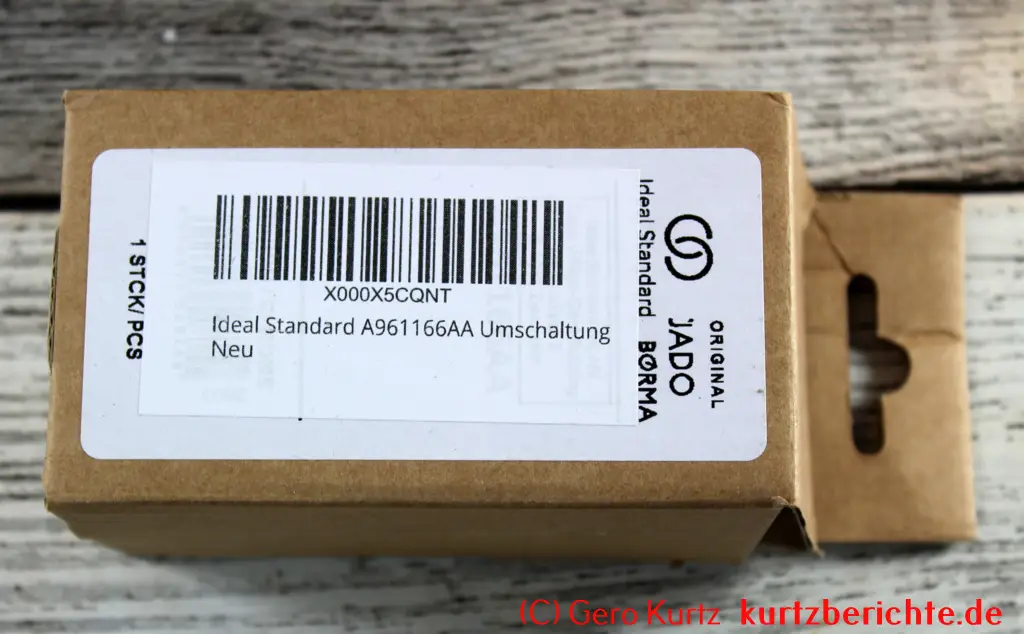 X000X5CQNT
Ideal Standard A961166AA Umschaltung
Neu
1 STCK/ PCS
Ideal Standard BØRMA
JADO
ORIGINAL
(C) Gero Kurtz kurtzberichte.de